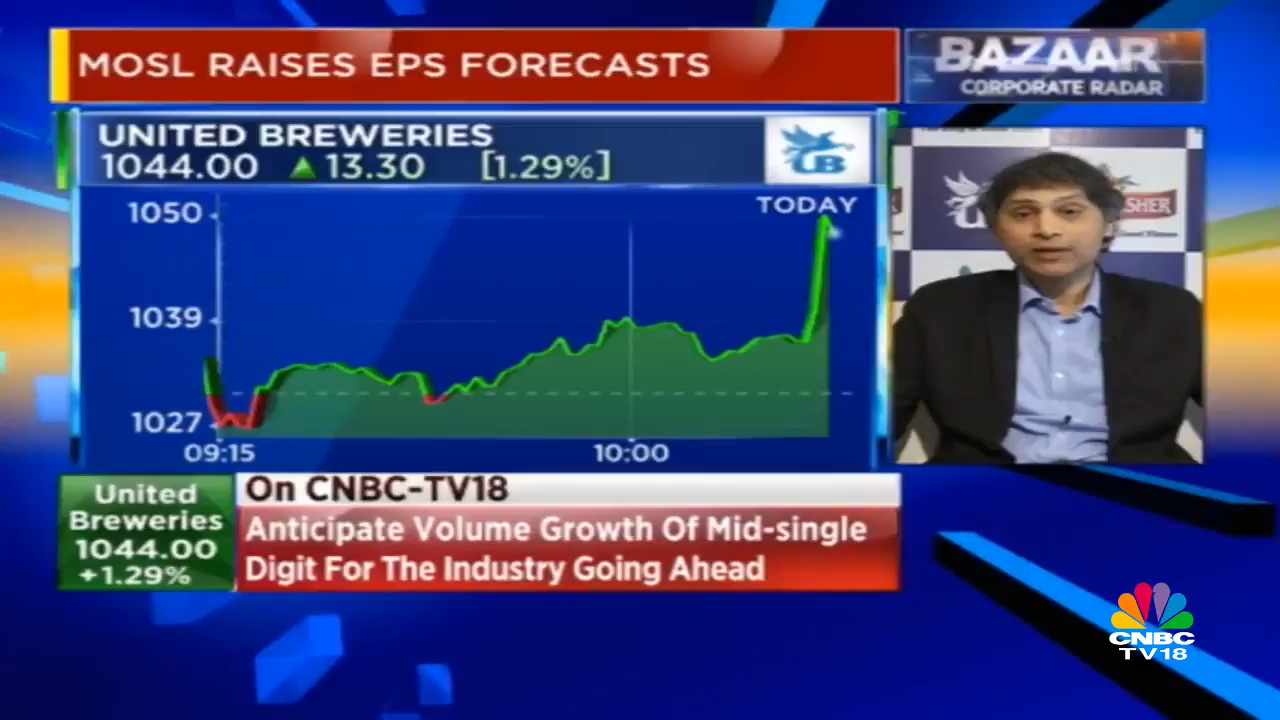 MOSL RAISES EPS FORECASTS
BAZAAR
CORPORATE RADAR
UNITED BREWERIES
1044.00 ▲ 13.30 [1.29%]
UB
TODAY
1050
1039
1027
09:15 10:00
SHER
United
Breweries
1044.00
+1.29%
On CNBC-TV18
Anticipate Volume Growth Of Mid-single
Digit For The Industry Going Ahead
CNBC
TV18